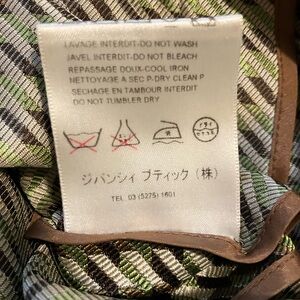 LAVAGE INTERDIT-DO NOT WASH
JAVEL INTERDIT-DO NOT BLEACH
REPASSAGE DOUX-COOL IRON
NETTOYAGE A SEC P-DRY CLEAN P
SECHAGE EN TAMBOUR INTERDIT
DO NOT TUMBLER DRY
ジバンシィ ブティック (株)
TEL 03 (5275) 1601